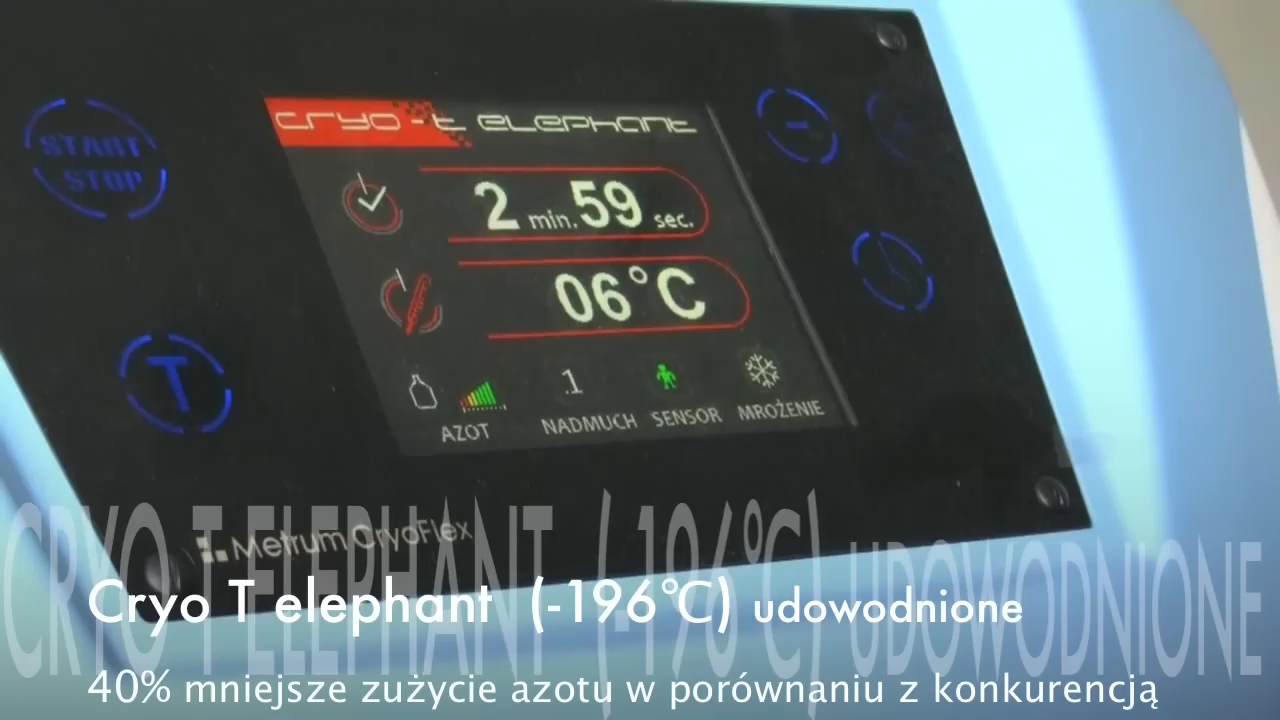 START
STOP
cryo-t elephant
2 min. 59 sec.
06°C
T
1
AZOT
NADMUCH
SENSOR
MROŻENIE
Metrum CryoFlex
CRYO T ELEPHANT (-196°C) UDOWODNIONE
Cryo T elephant (-196°C) udowodnione
40% mniejsze zużycie azotu w porównaniu z konkurencją